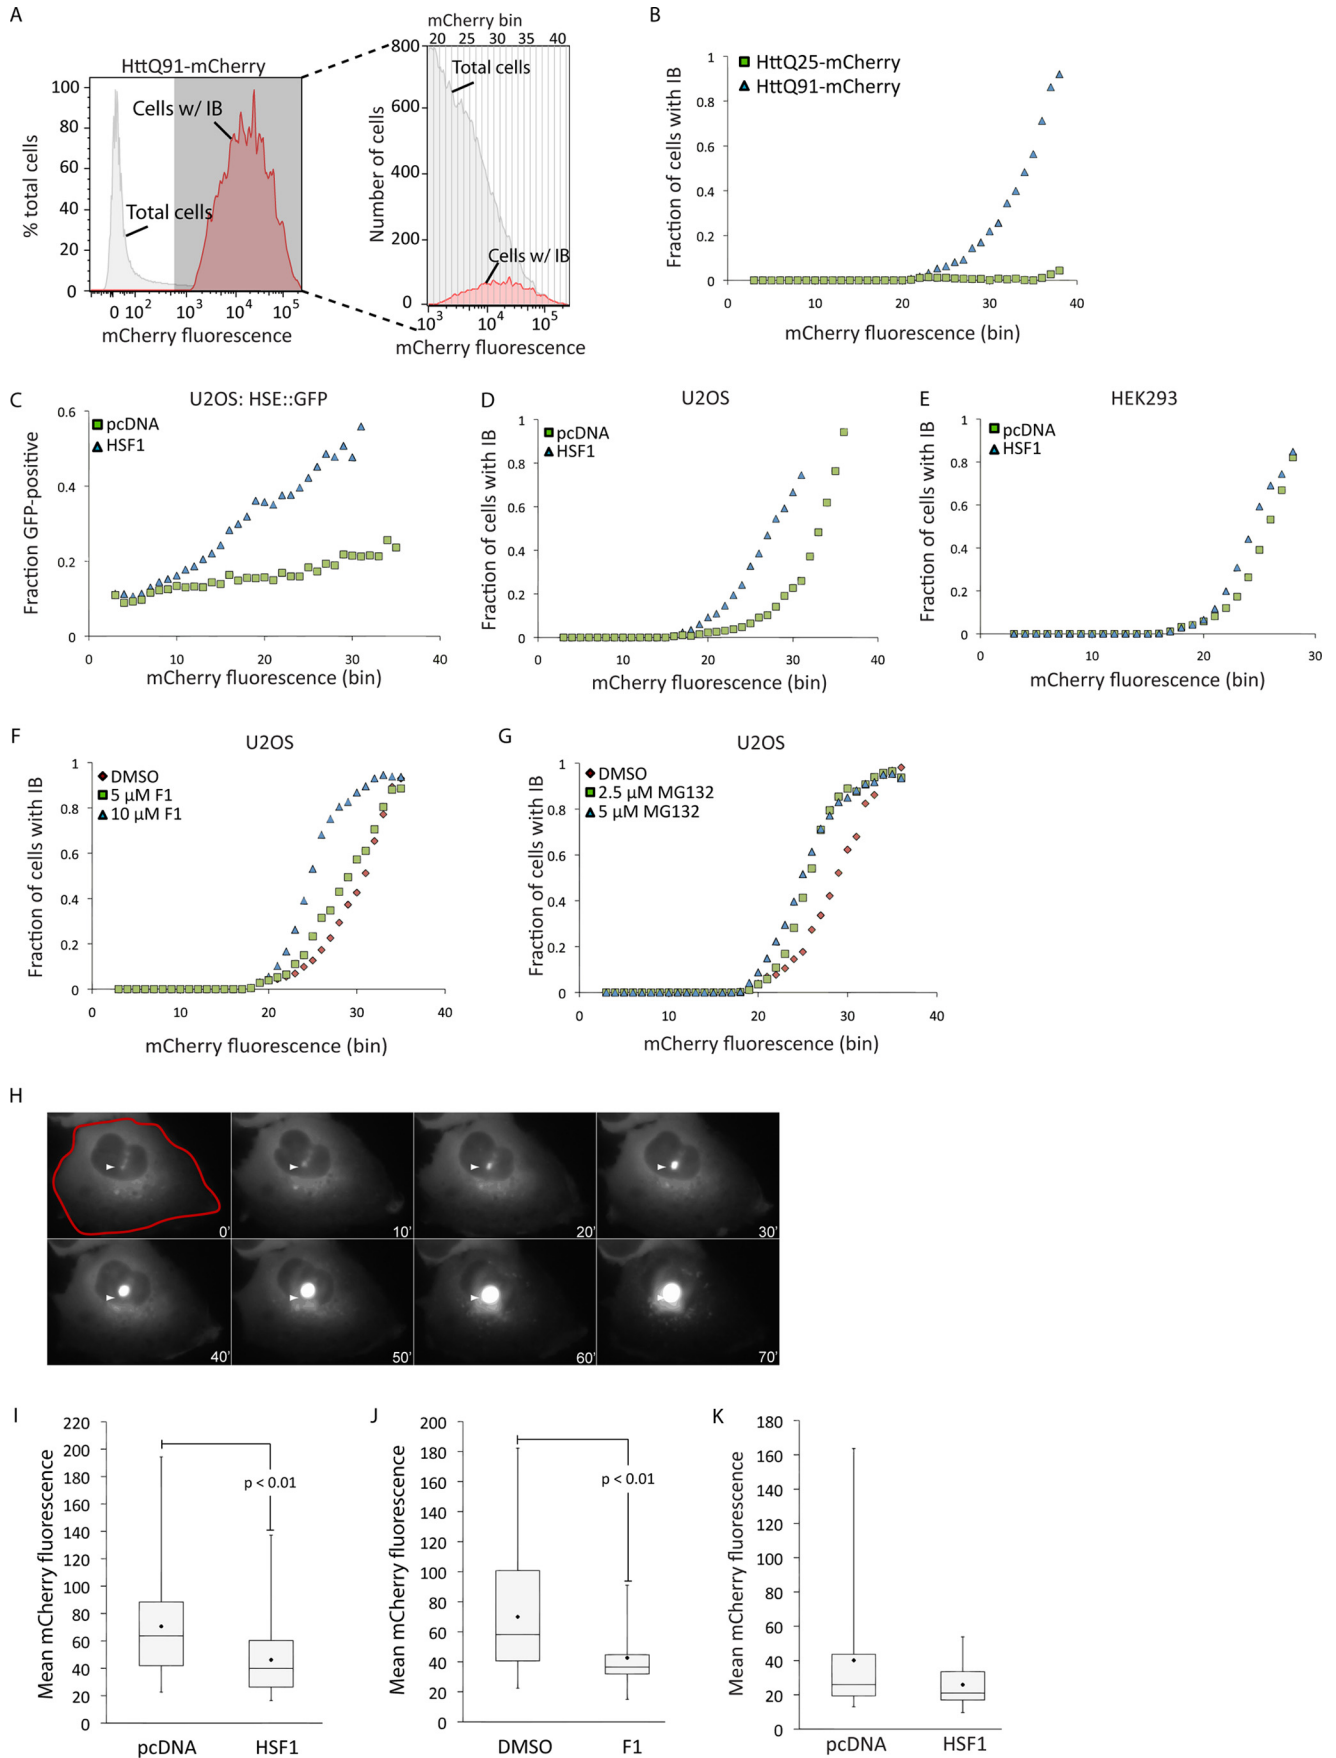 A
HttQ91-mCherry
Cells w/ IB
Total cells
% total cells
100
80
60
40
20
0
0 10² 10³ 10⁴ 10⁵
mCherry fluorescence
mCherry bin
20 25 30 35 40
Total cells
Cells w/ IB
Number of cells
800
600
400
200
0
10³ 10⁴ 10⁵
mCherry fluorescence
B
HttQ25-mCherry
HttQ91-mCherry
Fraction of cells with IB
1
0.8
0.6
0.4
0.2
0
0 10 20 30 40
mCherry fluorescence (bin)
C
U2OS: HSE::GFP
pcDNA
HSF1
Fraction GFP-positive
0.6
0.4
0.2
0
0 10 20 30 40
mCherry fluorescence (bin)
D
U2OS
pcDNA
HSF1
Fraction of cells with IB
1
0.8
0.6
0.4
0.2
0
0 10 20 30 40
mCherry fluorescence (bin)
E
HEK293
pcDNA
HSF1
Fraction of cells with IB
1
0.8
0.6
0.4
0.2
0
0 10 20 30
mCherry fluorescence (bin)
F
U2OS
DMSO
5 µM F1
10 µM F1
Fraction of cells with IB
1
0.8
0.6
0.4
0.2
0
0 10 20 30 40
mCherry fluorescence (bin)
G
U2OS
DMSO
2.5 µM MG132
5 µM MG132
Fraction of cells with IB
1
0.8
0.6
0.4
0.2
0
0 10 20 30 40
mCherry fluorescence (bin)
H
0' 10' 20' 30'
40' 50' 60' 70'
I
Mean mCherry fluorescence
220
200
180
160
140
120
100
80
60
40
20
0
p < 0.01
pcDNA HSF1
J
Mean mCherry fluorescence
200
180
160
140
120
100
80
60
40
20
0
p < 0.01
DMSO F1
K
Mean mCherry fluorescence
180
160
140
120
100
80
60
40
20
0
pcDNA HSF1